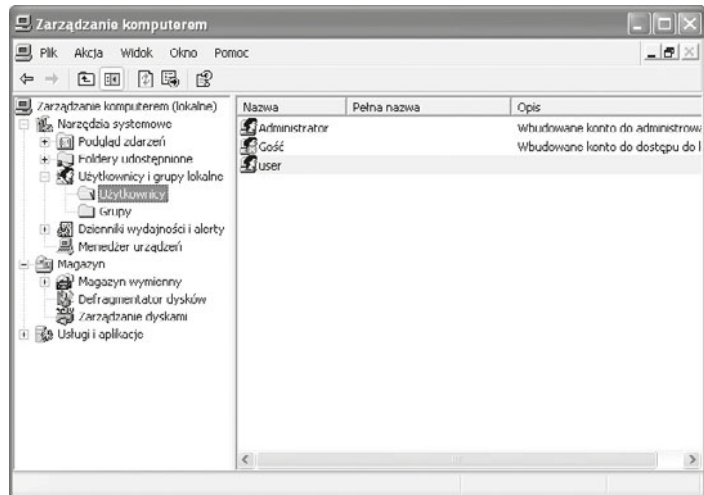 Zarządzanie komputerem
Plik Akcja Widok Okno Pomoc
Zarządzanie komputerem (lokalne)
Narzędzia systemowe
Podgląd zdarzeń
Foldery udostępnione
Użytkownicy i grupy lokalne
Użytkownicy
Grupy
Dzienniki wydajności i alerty
Menedżer urządzeń
Magazyn
Magazyn wymienny
Defragmentator dysków
Zarządzanie dyskami
Usługi i aplikacje
Nazwa Pełna nazwa Opis
Administrator Wbudowane konto do administrowa
Gość Wbudowane konto do dostępu do
user